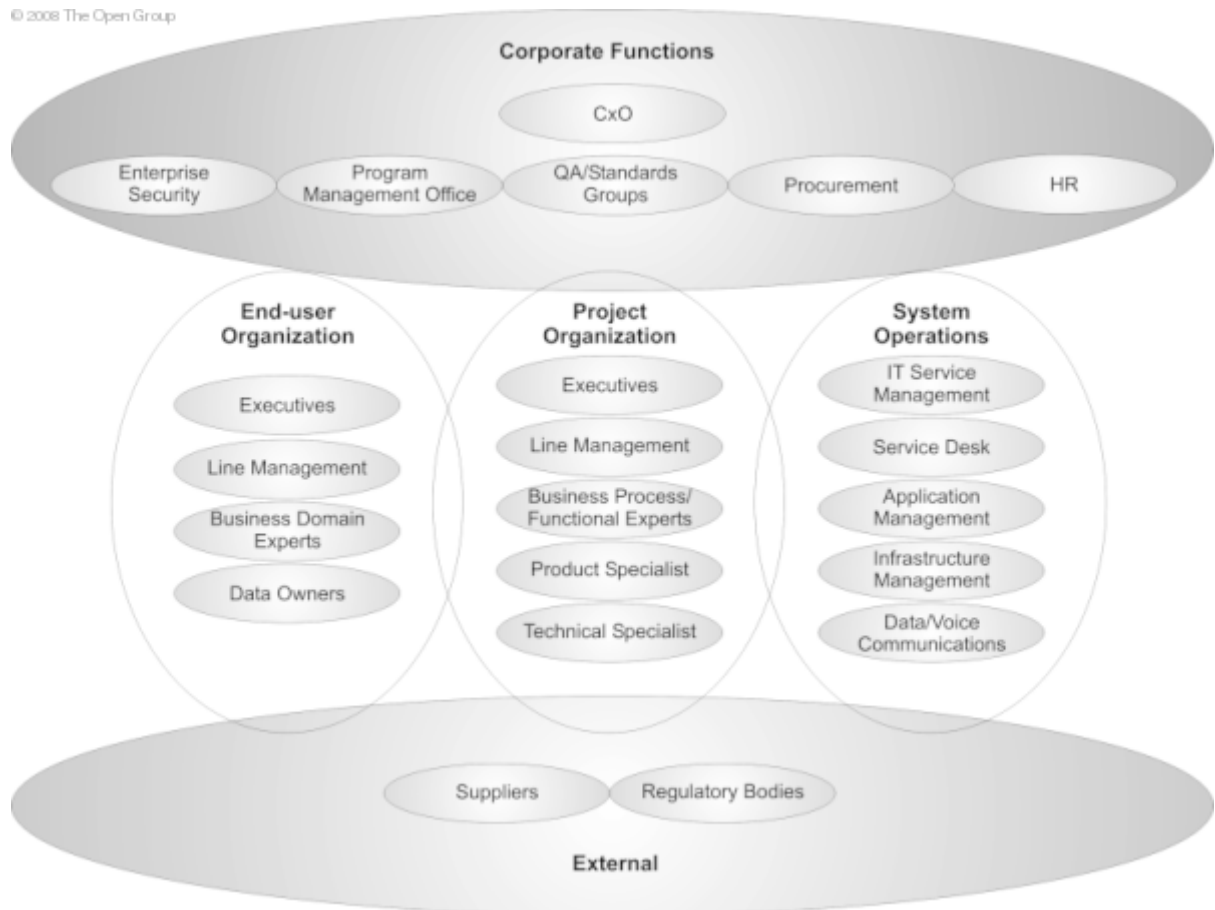 © 2008 The Open Group
Corporate Functions
CxO
Enterprise
Security
Program
Management Office
QA/Standards
Groups
Procurement
HR
End-user
Organization
Executives
Line Management
Business Domain
Experts
Data Owners
Project
Organization
Executives
Line Management
Business Process/
Functional Experts
Product Specialist
Technical Specialist
System
Operations
IT Service
Management
Service Desk
Application
Management
Infrastructure
Management
Data/Voice
Communications
Suppliers
Regulatory Bodies
External